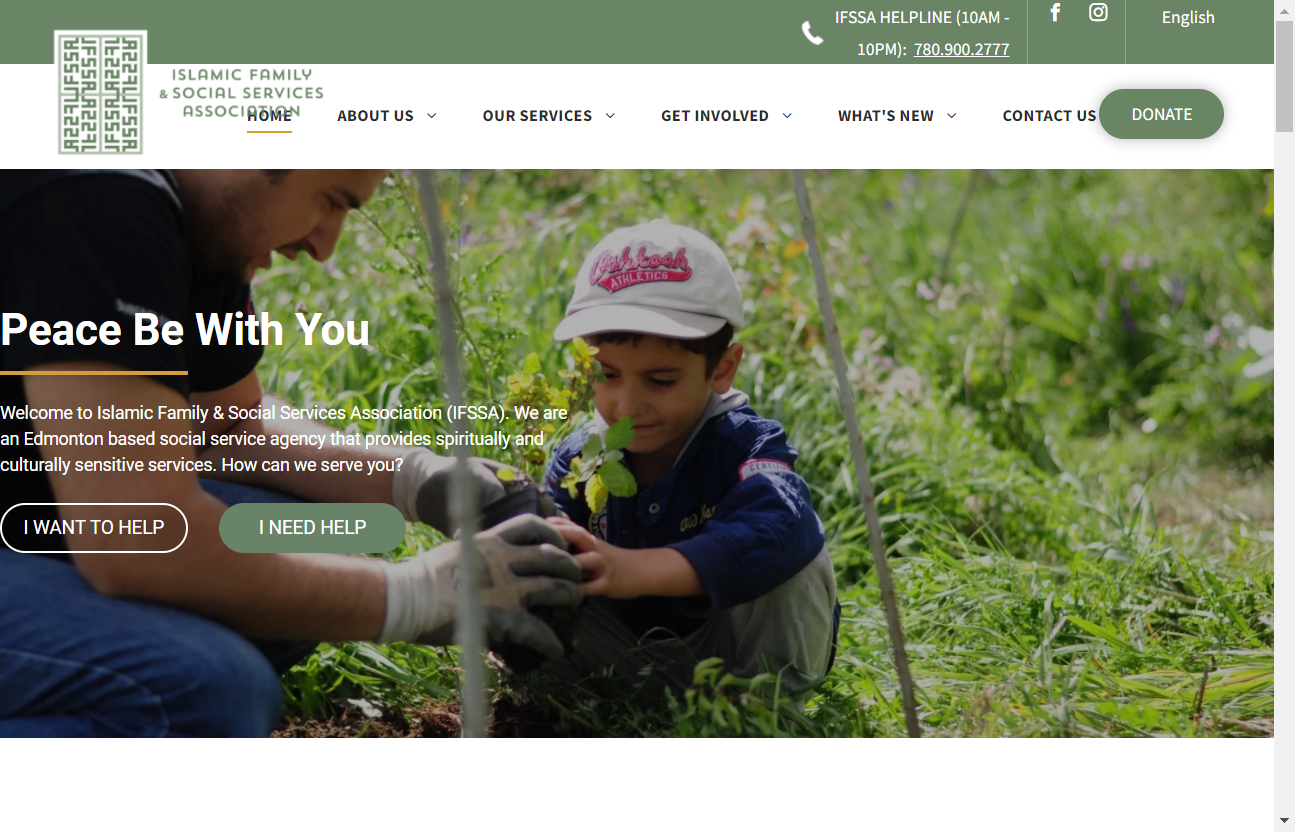 IFSSA HELPLINE (10AM -
10PM): 780.900.2777
English
ISLAMIC FAMILY
& SOCIAL SERVICES
ASSOCIATION
HOME
ABOUT US
OUR SERVICES
GET INVOLVED
WHAT'S NEW
CONTACT US
DONATE
Oshkosh
ATHLETICS
Peace Be With You
Welcome to Islamic Family & Social Services Association (IFSSA). We are
an Edmonton based social service agency that provides spiritually and
culturally sensitive services. How can we serve you?
I WANT TO HELP
I NEED HELP